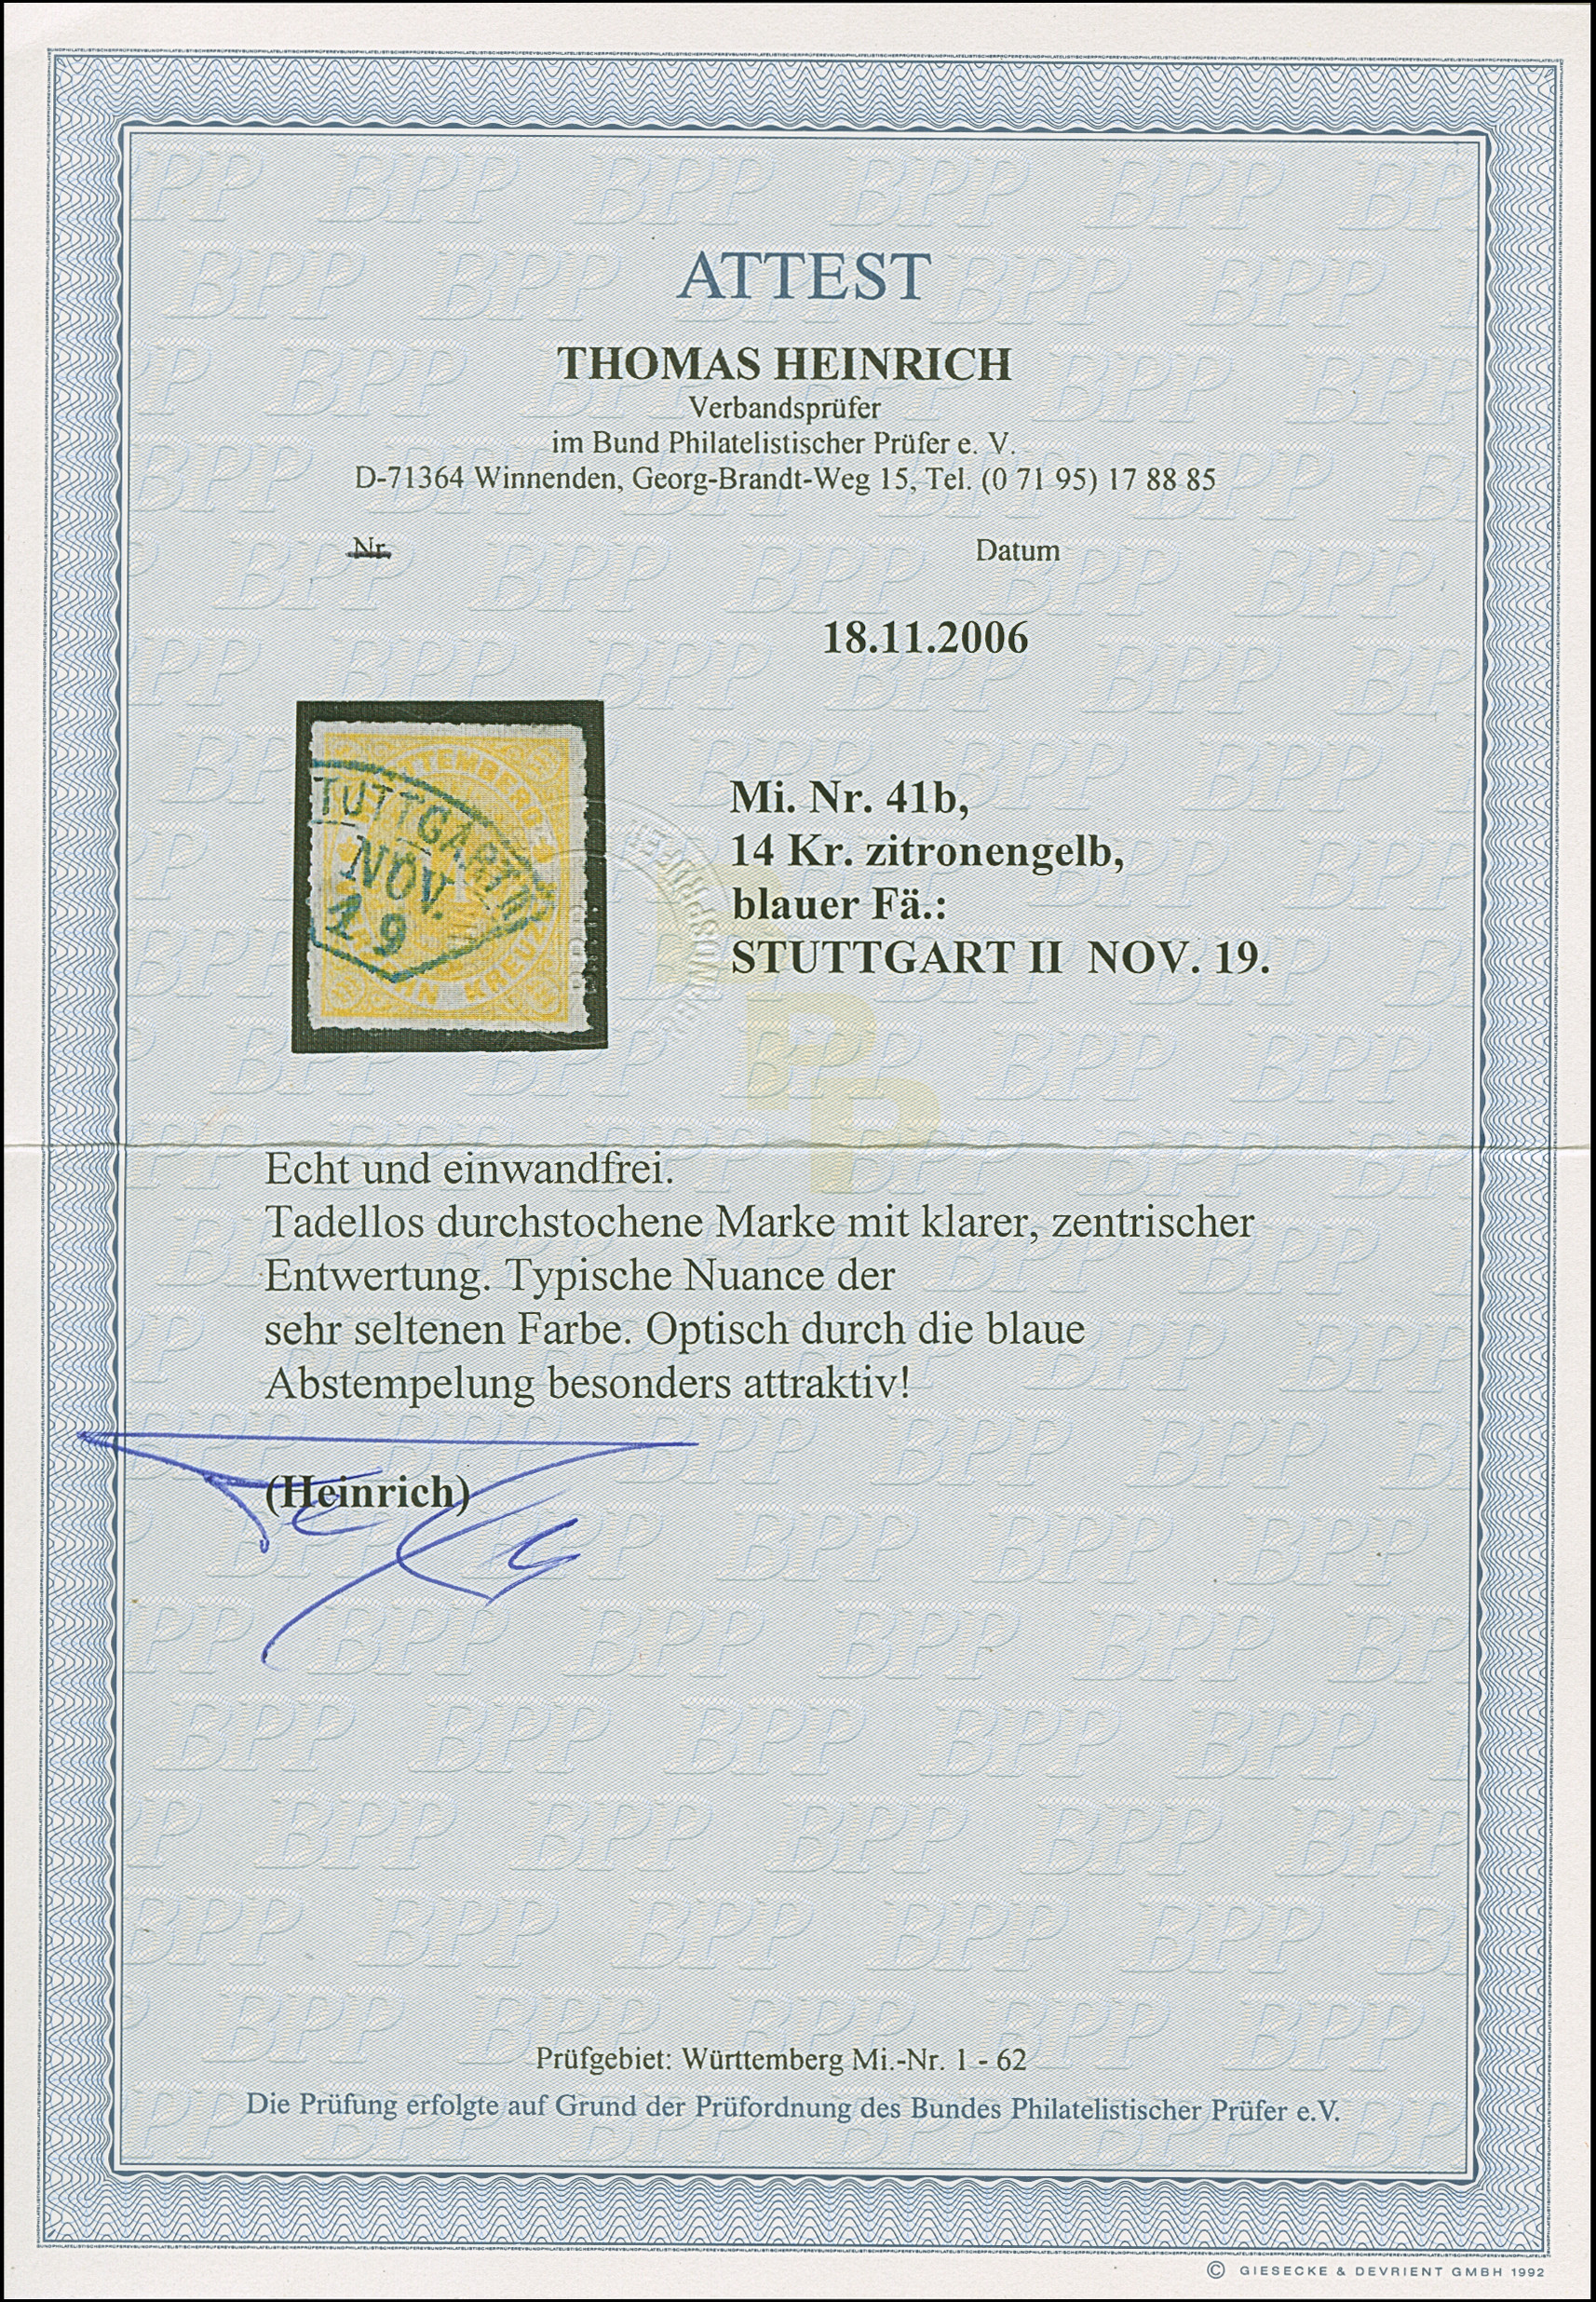 ATTEST
THOMAS HEINRICH
Verbandsprüfer
im Bund Philatelistischer Prüfer e. V.
D-71364 Winnenden, Georg-Brandt-Weg 15, Tel. (0 71 95) 17 88 85
Nr. Datum
18.11.2006
TUTTGART II
NOV.
19
KREUZ
Mi. Nr. 41b,
14 Kr. zitronengelb,
blauer Fä.:
STUTTGART II NOV. 19.
BPP
Echt und einwandfrei.
Tadellos durchstochene Marke mit klarer, zentrischer
Entwertung. Typische Nuance der
sehr seltenen Farbe. Optisch durch die blaue
Abstempelung besonders attraktiv!
(Heinrich)
Prüfgebiet: Württemberg Mi.-Nr. 1 - 62
Die Prüfung erfolgte auf Grund der Prüfordnung des Bundes Philatelistischer Prüfer e.V.
© GIESECKE & DEVRIENT GMBH 1992